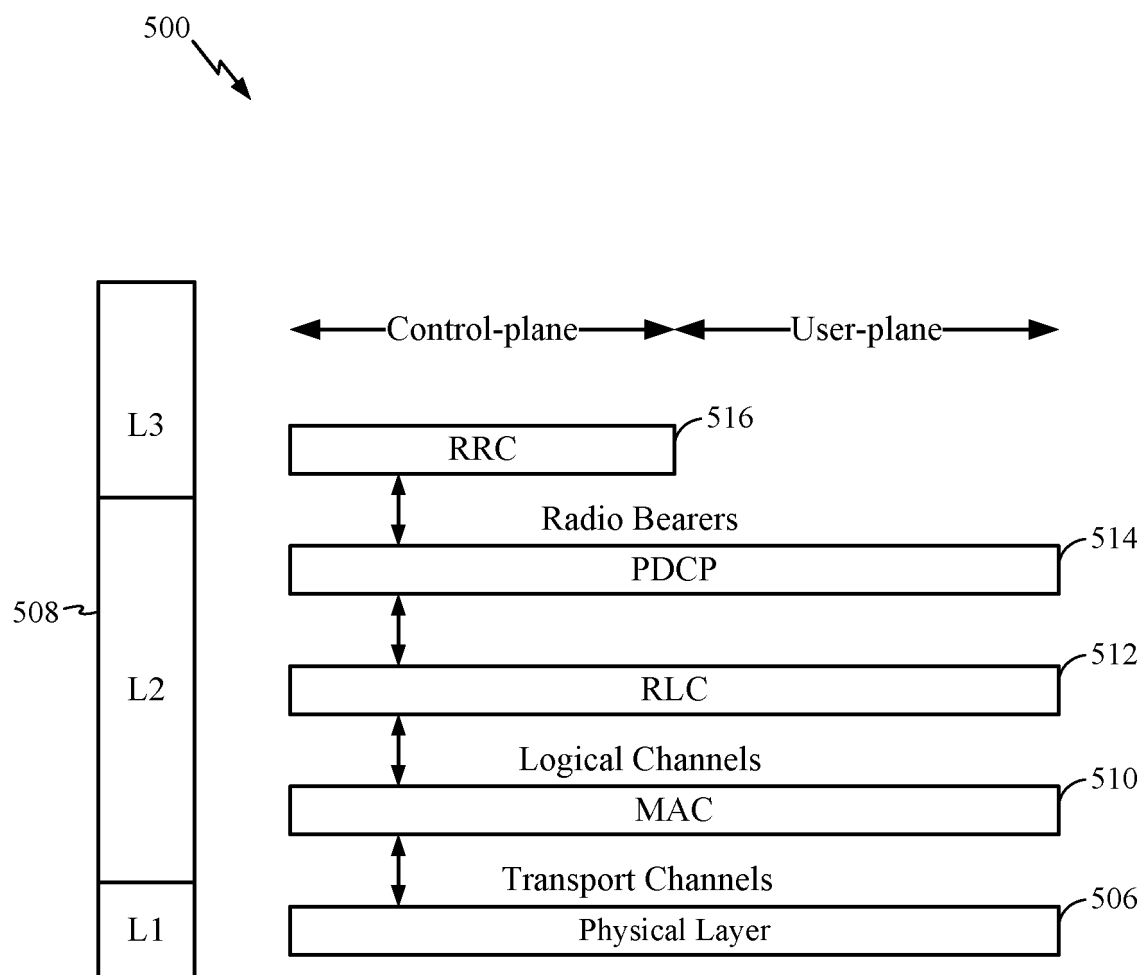 500
Control-plane
User-plane
L3
516
RRC
Radio Bearers
514
PDCP
508
512
L2
RLC
Logical Channels
510
MAC
Transport Channels
506
L1
Physical Layer